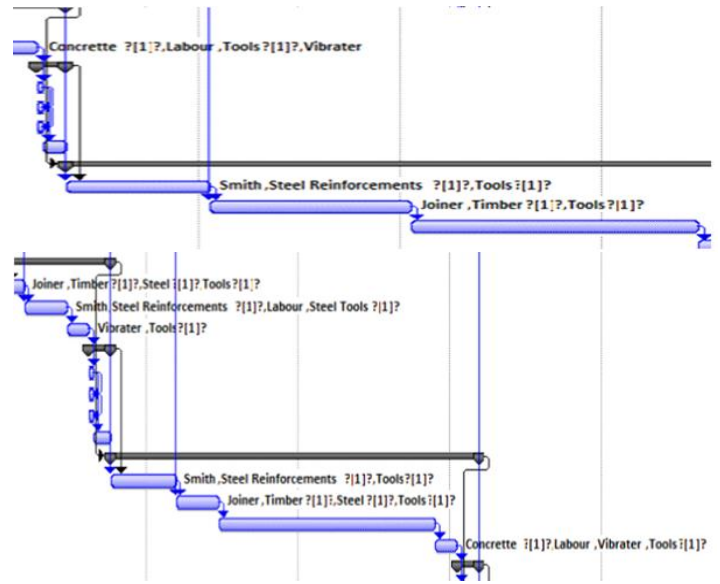 Concrette ?[1]?,Labour ,Tools?[1]?,Vibrater
Smith ,Steel Reinforcements ?[1]?,Tools?[1]?
Joiner ,Timber ?[1]?,Tools?[1]?
Joiner ,Timber ?[1]?,Steel ?[1]?,Tools?[1]?
Smith,Steel Reinforcements ?[1]?,Labour ,Steel Tools ?[1]?
Vibrater ,Tools?[1]?
Smith ,Steel Reinforcements ?[1]?,Tools?[1]?
Joiner ,Timber ?[1]?,Steel ?[1]?,Tools?[1]?
Concrette ?[1]?,Labour ,Vibrater ,Tools?[1]?